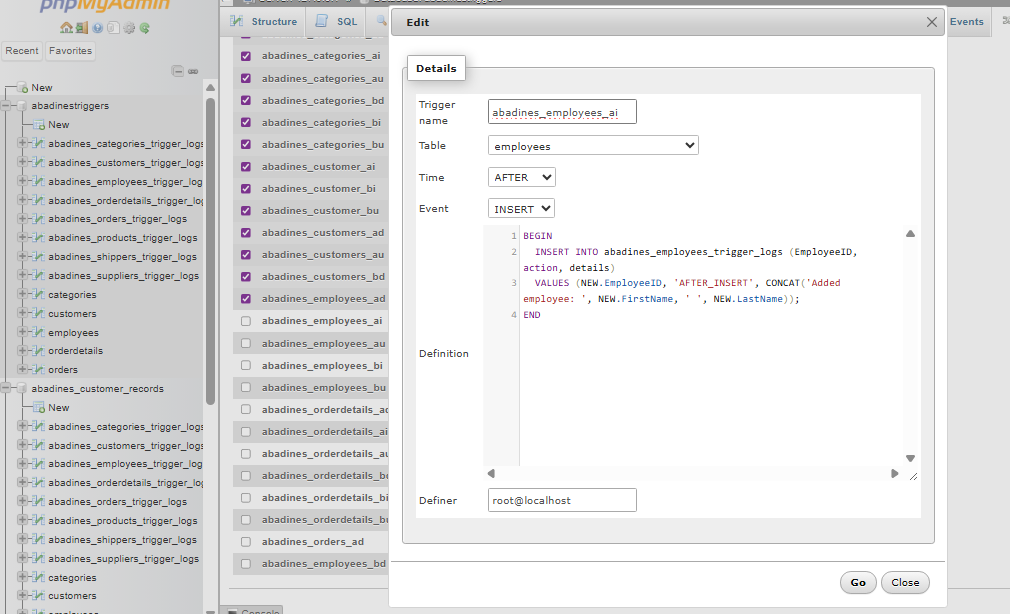 phpMyAdmin
Recent
Favorites
New
abadinestriggers
New
abadines_categories_trigger_logs
abadines_customers_trigger_logs
abadines_employees_trigger_log
abadines_orderdetails_trigger_lo
abadines_orders_trigger_logs
abadines_products_trigger_logs
abadines_shippers_trigger_logs
abadines_suppliers_trigger_logs
categories
customers
employees
orderdetails
orders
abadines_customer_records
New
abadines_categories_trigger_logs
abadines_customers_trigger_logs
abadines_employees_trigger_log
abadines_orderdetails_trigger_lo
abadines_orders_trigger_logs
abadines_products_trigger_logs
abadines_shippers_trigger_logs
abadines_suppliers_trigger_logs
categories
customers
Structure
SQL
Events
abadines_categories_ai
abadines_categories_au
abadines_categories_bd
abadines_categories_bi
abadines_categories_bu
abadines_customer_ai
abadines_customer_bi
abadines_customer_bu
abadines_customers_ad
abadines_customers_au
abadines_customers_bd
abadines_employees_ad
abadines_employees_ai
abadines_employees_au
abadines_employees_bi
abadines_employees_bu
abadines_orderdetails_ad
abadines_orderdetails_ai
abadines_orderdetails_au
abadines_orderdetails_bd
abadines_orderdetails_bi
abadines_orderdetails_bu
abadines_orders_ad
abadines_employees_bd
Console
Edit
Details
Trigger
name
abadines_employees_ai
Table
employees
Time
AFTER
Event
INSERT
Definition
1 BEGIN
2 INSERT INTO abadines_employees_trigger_logs (EmployeeID,
action, details)
3 VALUES (NEW.EmployeeID, 'AFTER_INSERT', CONCAT('Added
employee: ', NEW.FirstName, ' ', NEW.LastName));
4 END
Definer
root@localhost
Go
Close